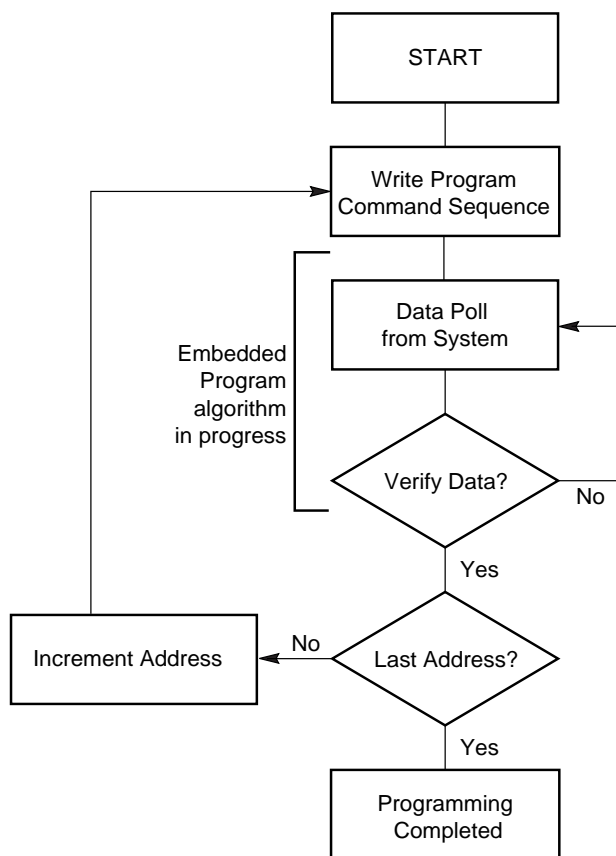 START
Write Program
Command Sequence
Data Poll
from System
Embedded
Program
algorithm
in progress
Verify Data?
No
Yes
Increment Address
No
Last Address?
Yes
Programming
Completed